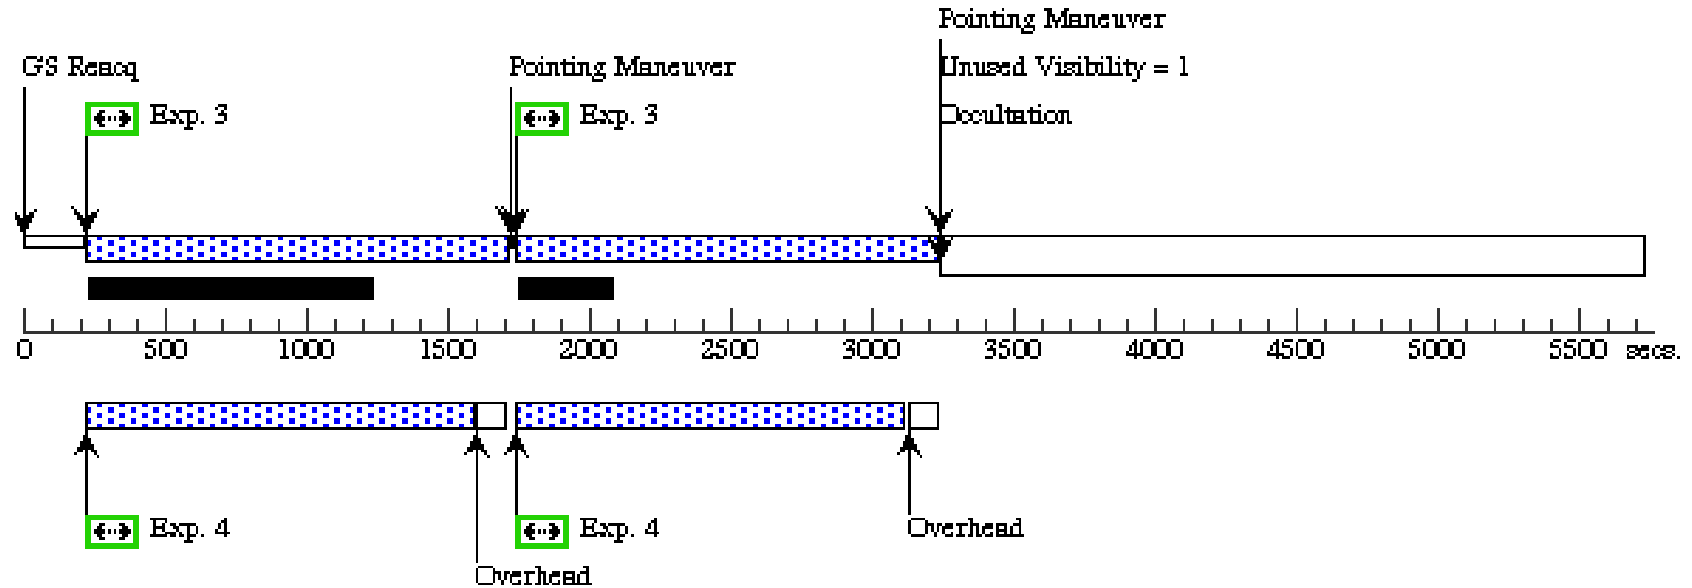 Pointing Maneuver
GS Reacq
Pointing Maneuver
Unused Visibility = 1
Exp. 3
Exp. 3
Occultation
0 500 1000 1500 2000 2500 3000 3500 4000 4500 5000 5500 secs.
Exp. 4
Exp. 4
Overhead
Overhead